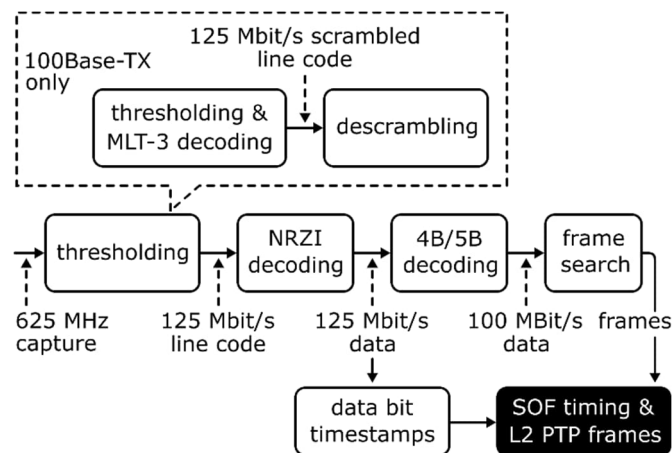 100Base-TX
only
125 Mbit/s scrambled
line code
thresholding &
MLT-3 decoding
descrambling
thresholding
NRZI
decoding
4B/5B
decoding
frame
search
625 MHz
capture
125 Mbit/s
line code
125 Mbit/s
data
100 MBit/s
data
frames
data bit
timestamps
SOF timing &
L2 PTP frames